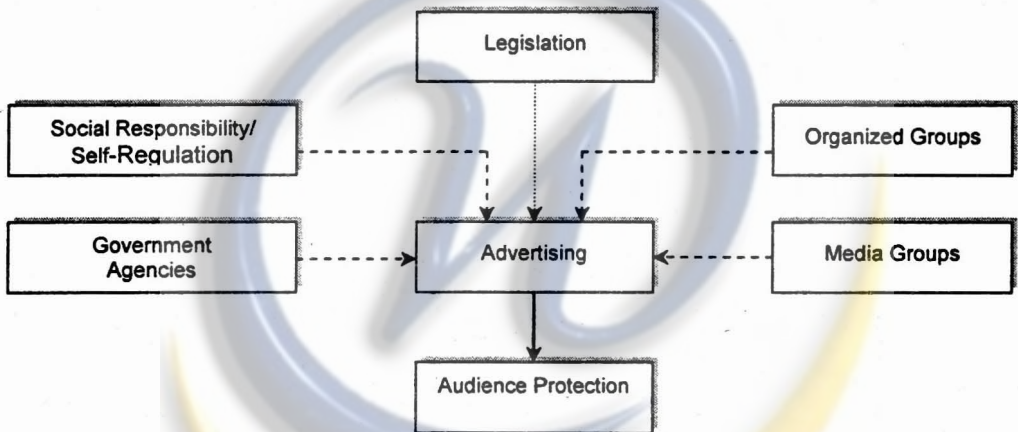 Legislation
Social Responsibility/
Self-Regulation
Organized Groups
Government
Agencies
Advertising
Media Groups
Audience Protection